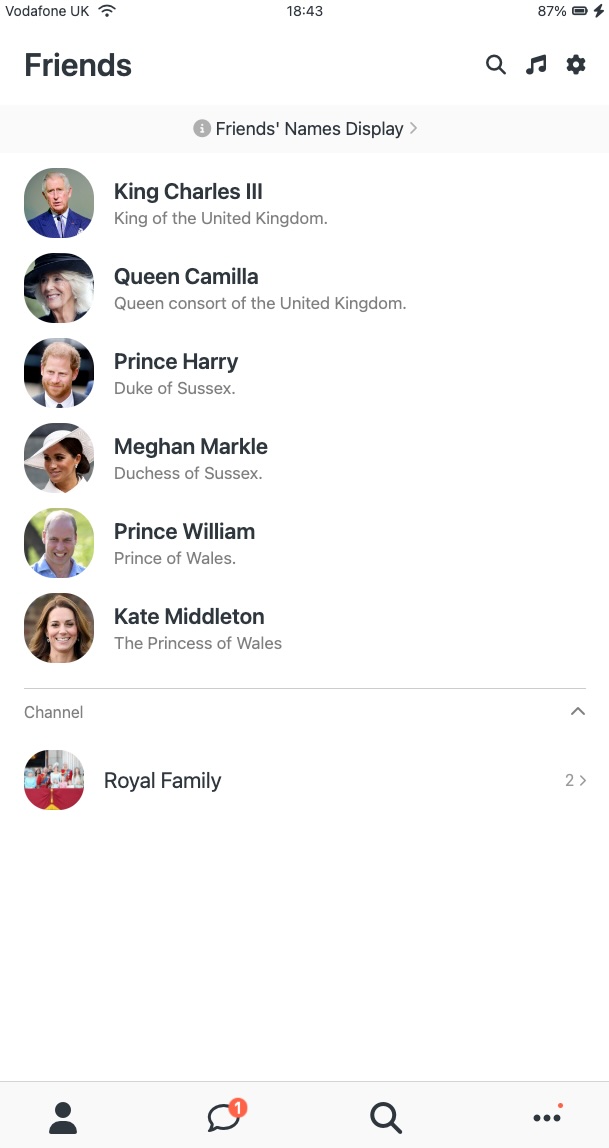 Vodafone UK 18:43 87%
Friends
Friends' Names Display
King Charles III
King of the United Kingdom.
Queen Camilla
Queen consort of the United Kingdom.
Prince Harry
Duke of Sussex.
Meghan Markle
Duchess of Sussex.
Prince William
Prince of Wales.
Kate Middleton
The Princess of Wales
Channel
Royal Family 2
1